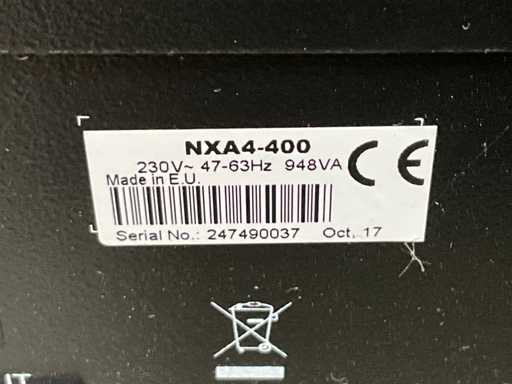 NXA4-400
230V~ 47-63Hz 948VA
Made in E.U.
CE
Serial No.: 247490037 Oct. 17